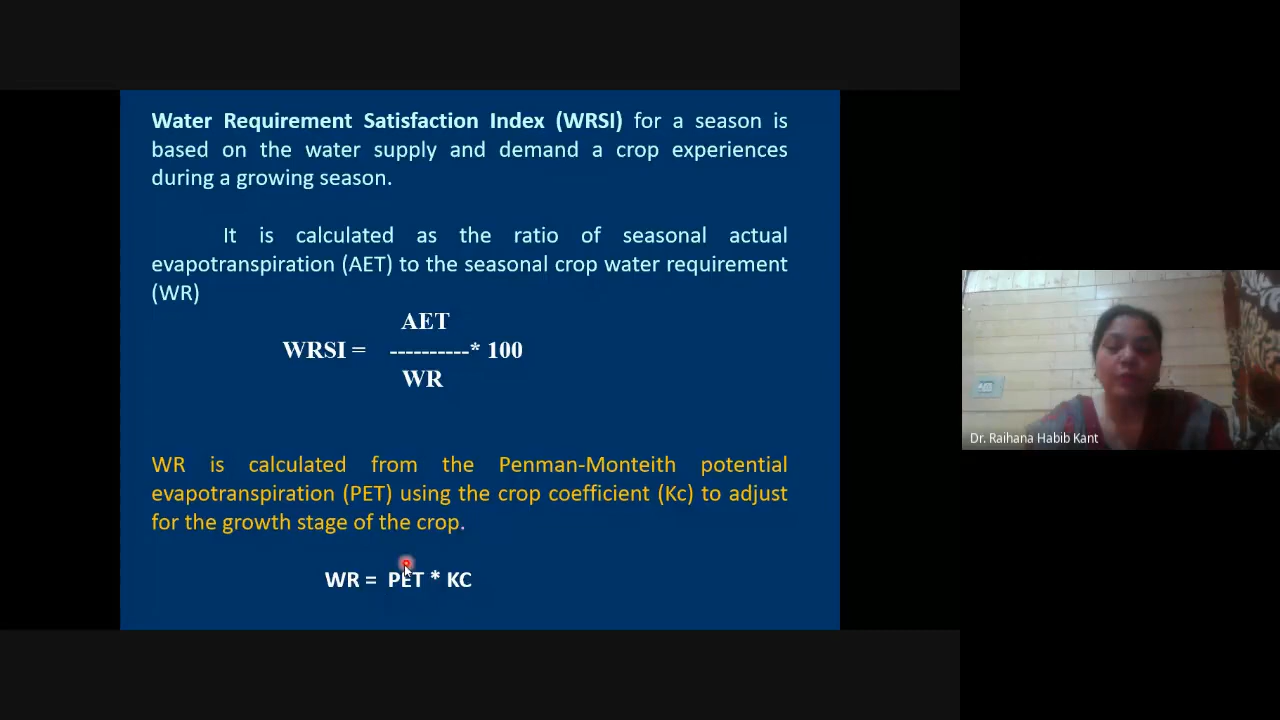 Water Requirement Satisfaction Index (WRSI) for a season is
based on the water supply and demand a crop experiences
during a growing season.
It is calculated as the ratio of seasonal actual
evapotranspiration (AET) to the seasonal crop water requirement
(WR)
AET
WRSI = ----------* 100
WR
WR is calculated from the Penman-Monteith potential
evapotranspiration (PET) using the crop coefficient (Kc) to adjust
for the growth stage of the crop.
WR = PET * KC
Dr. Raihana Habib Kant